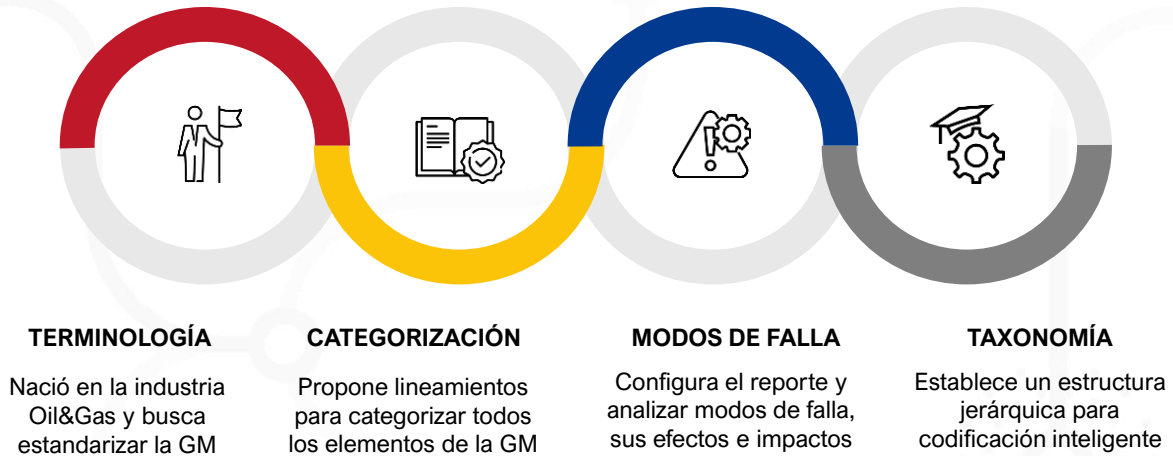 TERMINOLOGÍA
Nació en la industria
Oil&Gas y busca
estandarizar la GM
CATEGORIZACIÓN
Propone lineamientos
para categorizar todos
los elementos de la GM
MODOS DE FALLA
Configura el reporte y
analizar modos de falla,
sus efectos e impactos
TAXONOMÍA
Establece un estructura
jerárquica para
codificación inteligente